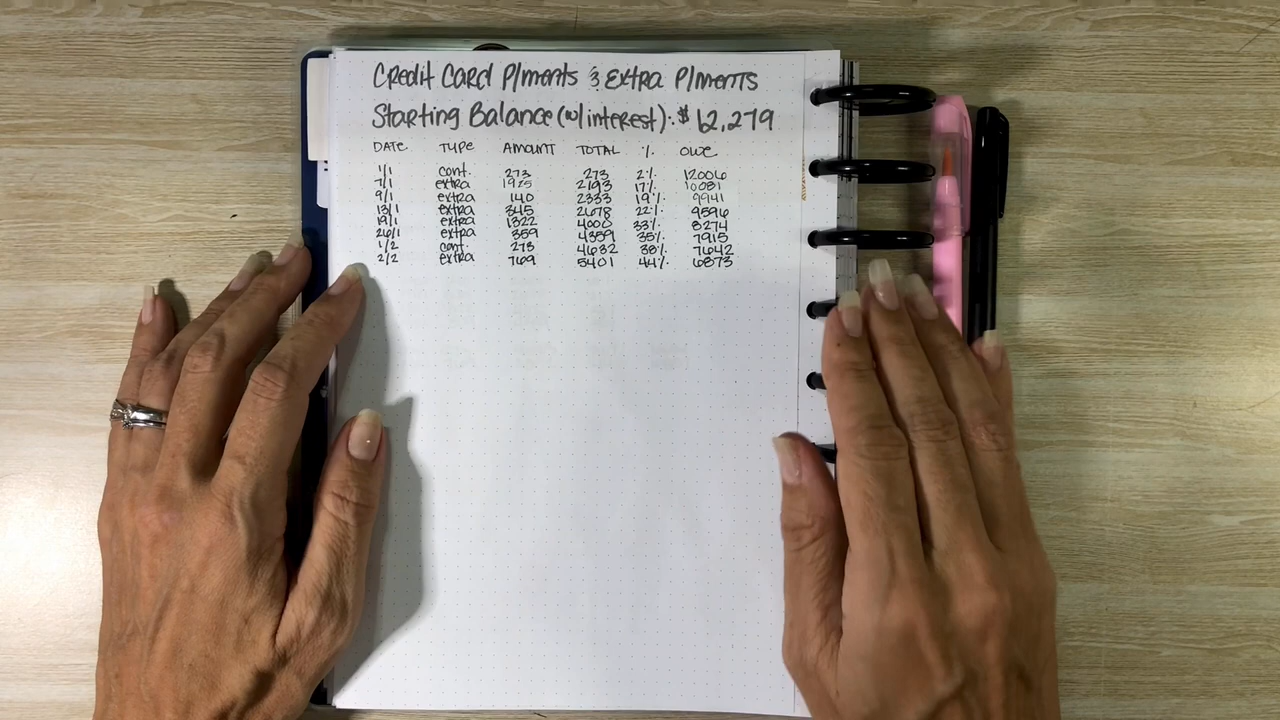 Credit Card P/ments & Extra P/ments
Starting Balance (w/interest): $12,279
DATE TYPE AMOUNT TOTAL % OWE
1/1 cont. 273 273 2% 12006
7/1 extra 1925 2193 17% 10081
9/1 extra 140 2333 19% 9941
13/1 extra 345 2678 22% 9596
19/1 extra 1322 4000 33% 8274
26/1 extra 359 4359 35% 7915
1/2 cont. 273 4632 38% 7642
2/2 extra 769 5401 44% 6873